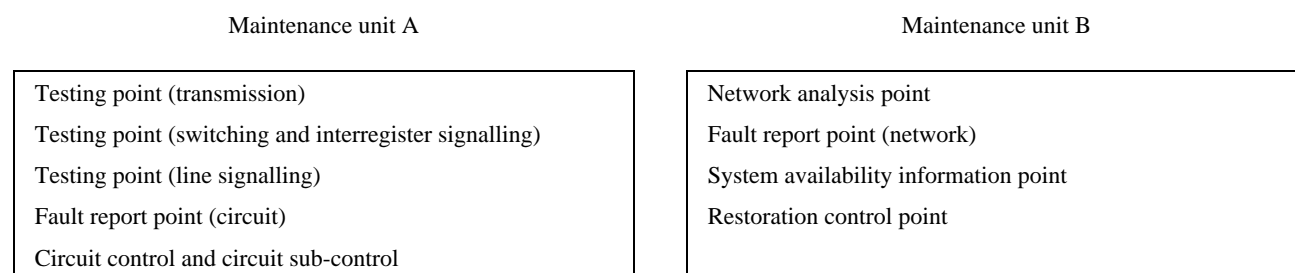 Maintenance unit A
Maintenance unit B
Testing point (transmission)
Testing point (switching and interregister signalling)
Testing point (line signalling)
Fault report point (circuit)
Circuit control and circuit sub-control
Network analysis point
Fault report point (network)
System availability information point
Restoration control point